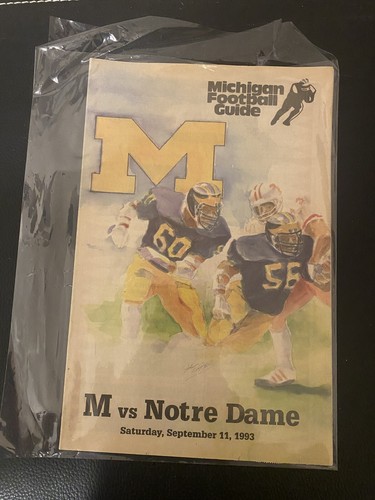 Michigan
Football
Guide
M
60
56
M vs Notre Dame
Saturday, September 11, 1993